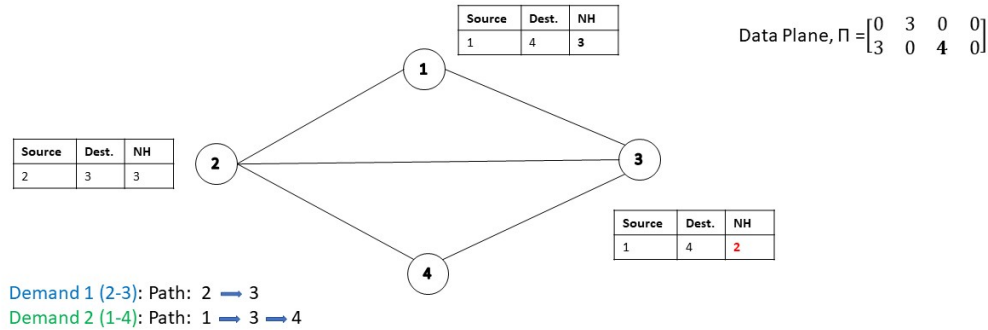 Source Dest. NH
1 4 3
Data Plane, Π = [0 3 0 0
3 0 4 0]
1
Source Dest. NH
2 3 3
2
3
Source Dest. NH
1 4 2
4
Demand 1 (2-3): Path: 2 → 3
Demand 2 (1-4): Path: 1 → 3 → 4